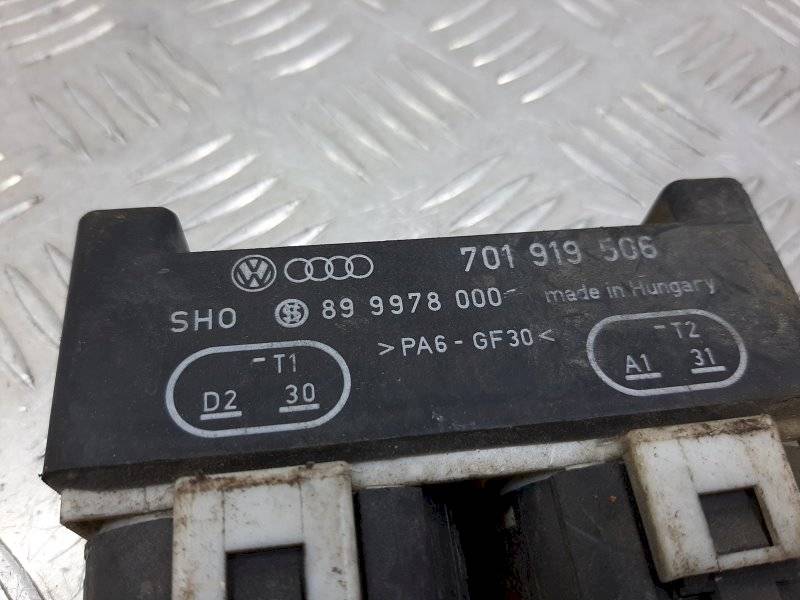 701 919 506
SHO 89 9978 000 made in Hungary
>PA6-GF30<
T1
D2 30
T2
A1 31